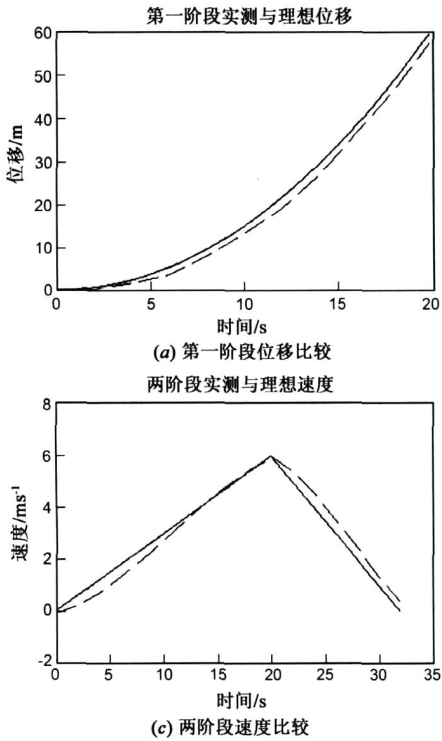 第一阶段实测与理想位移
60
50
40
30
20
10
0
位移/m
0 5 10 15 20
时间/s
(a) 第一阶段位移比较
两阶段实测与理想速度
8
6
4
2
0
-2
速度/ms⁻¹
0 5 10 15 20 25 30 35
时间/s
(c) 两阶段速度比较